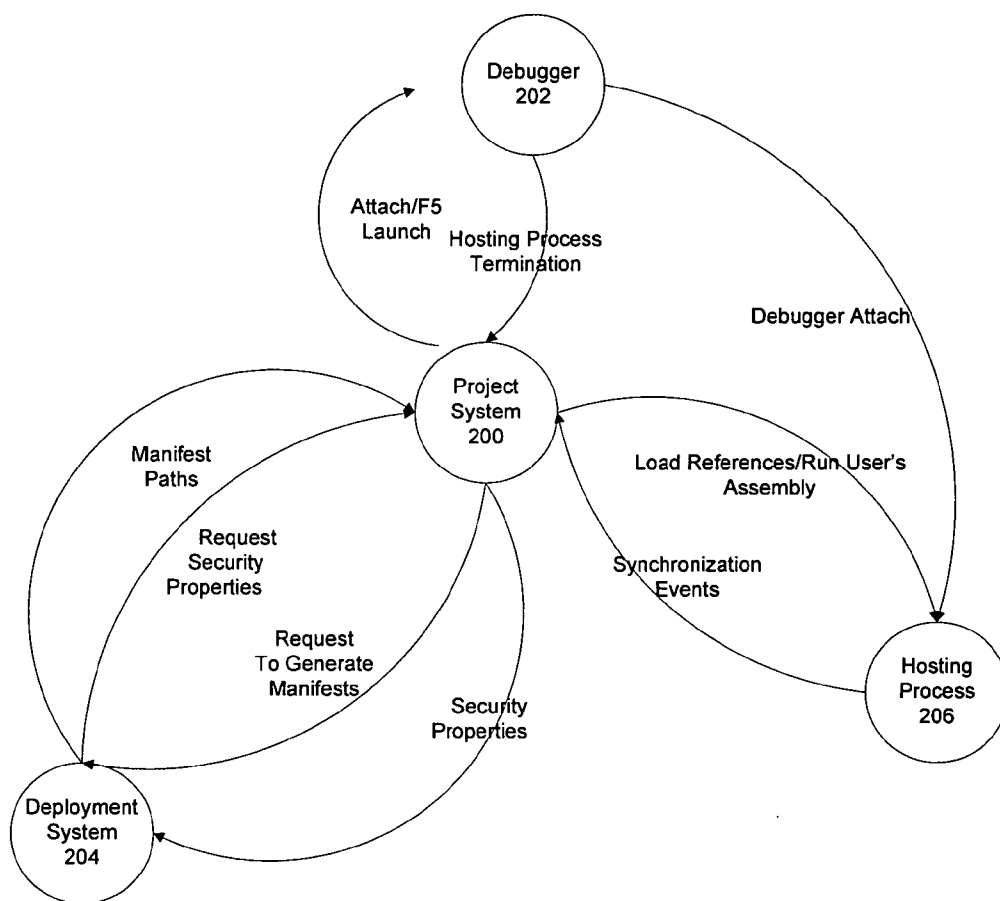 Debugger
202
Attach/F5
Launch
Hosting Process
Termination
Debugger Attach
Project
System
200
Manifest
Paths
Load References/Run User's
Assembly
Request
Security
Properties
Synchronization
Events
Request
To Generate
Manifests
Security
Properties
Hosting
Process
206
Deployment
System
204